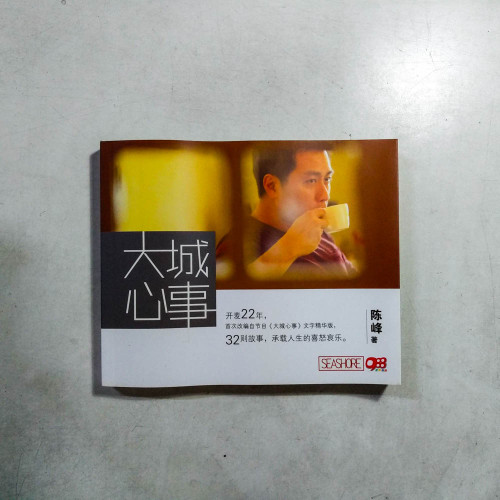 大城
心事
开麦22年，
首次改编自节目《大城心事》文字精华版，
32则故事，承载人生的喜怒哀乐。
陈峰 著
SEASHORE
988